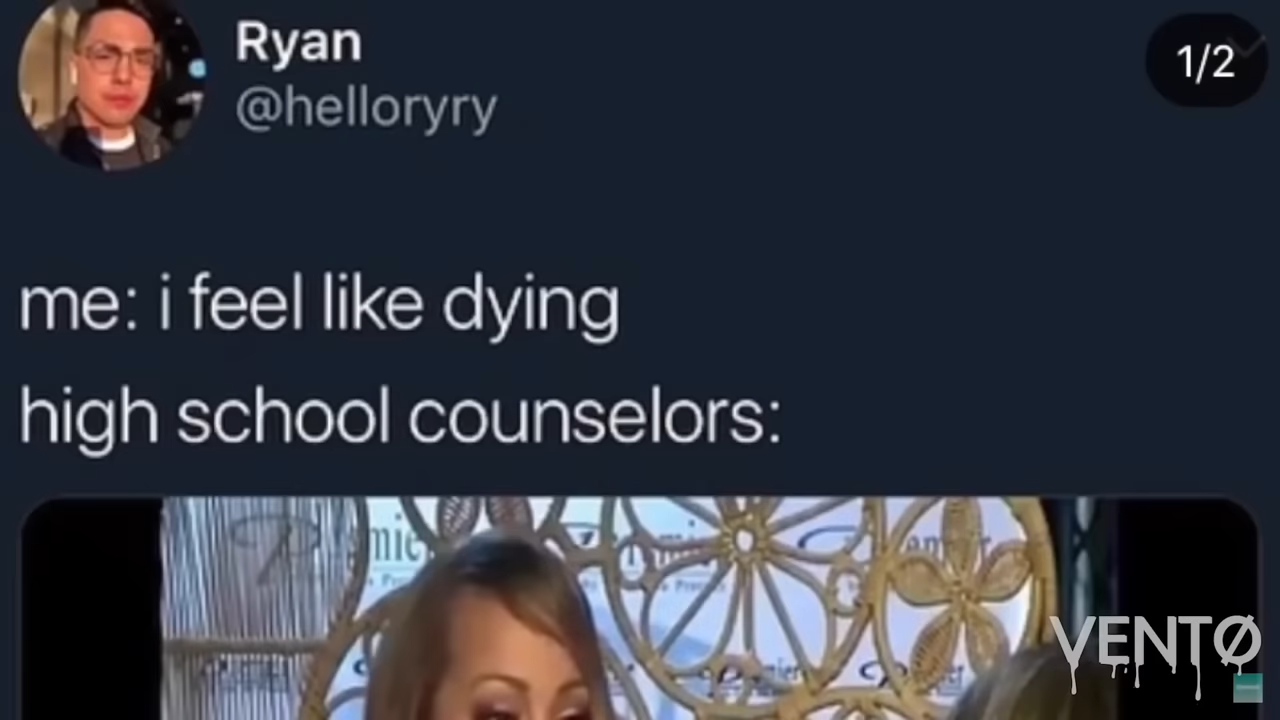 Ryan
1/2
@helloryry
me: i feel like dying
high school counselors:
VENTØ